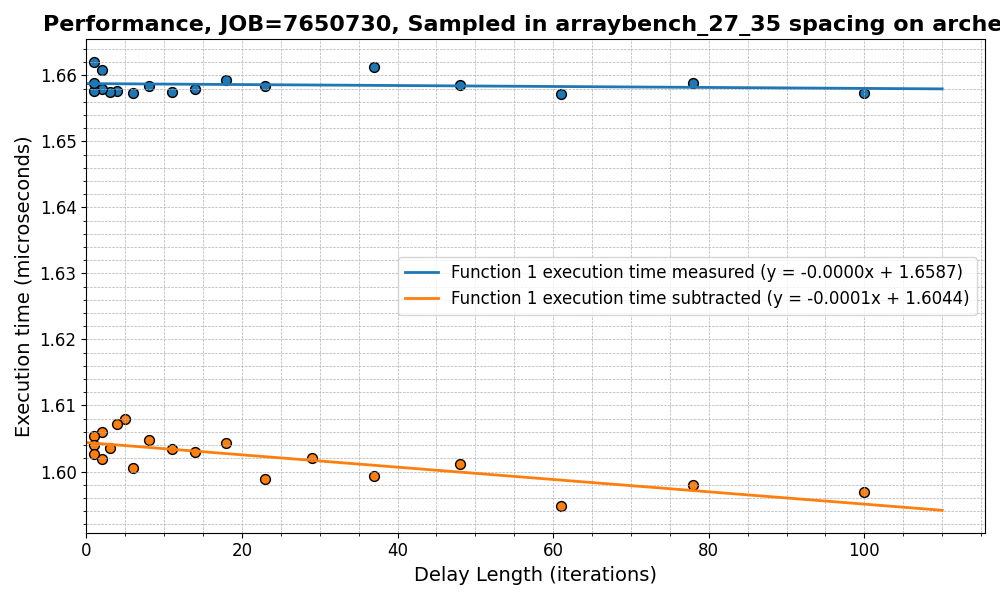 Performance, JOB=7650730, Sampled in arraybench_27_35 spacing on arche
1.66
1.65
1.64
1.63
1.62
1.61
1.60
Execution time (microseconds)
Function 1 execution time measured (y = -0.0000x + 1.6587)
Function 1 execution time subtracted (y = -0.0001x + 1.6044)
0 20 40 60 80 100
Delay Length (iterations)